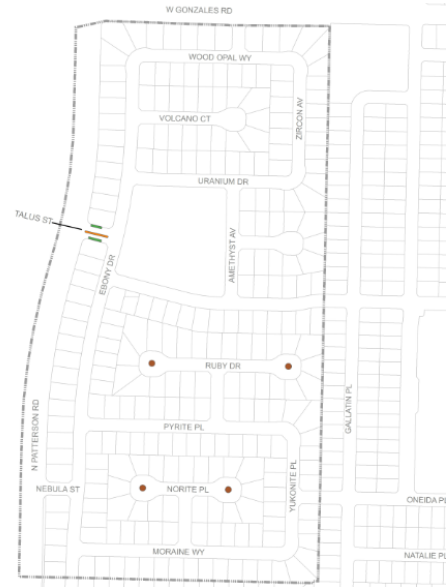 W GONZALES RD
WOOD OPAL WY
VOLCANO CT
ZIRCON AV
URANIUM DR
TALUS ST
AMETHYST AV
EBONY DR
RUBY DR
GALLATIN PL
N PATTERSON RD
PYRITE PL
NEBULA ST
NORITE PL
YUKONITE PL
ONEIDA PL
MORAINE WY
NATALIE PL